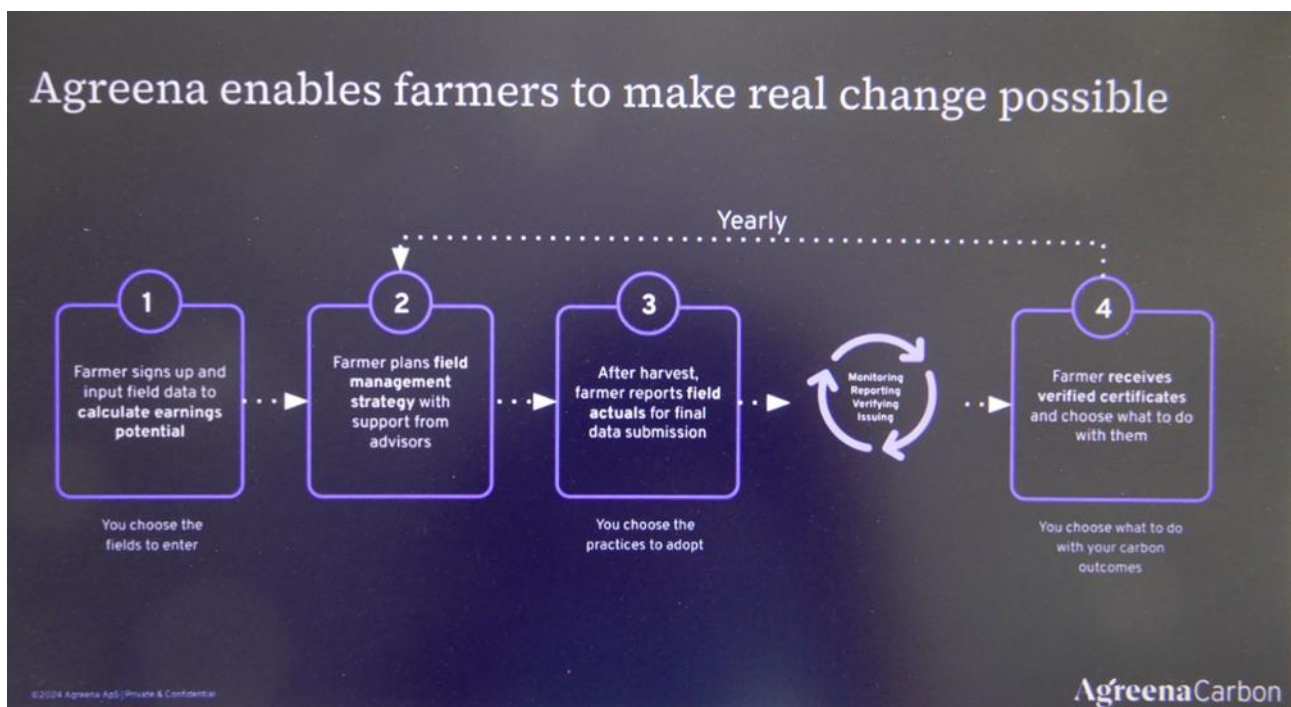 Agreena enables farmers to make real change possible
Yearly
1
Farmer signs up and
input field data to
calculate earnings
potential
You choose the
fields to enter
2
Farmer plans field
management
strategy with
support from
advisors
3
After harvest,
farmer reports field
actuals for final
data submission
You choose the
practices to adopt
Monitoring
Reporting
Verifying
Issuing
4
Farmer receives
verified certificates
and choose what to do
with them
You choose what to do
with your carbon
outcomes
©2024 Agreena ApS | Private & Confidential
AgreenaCarbon